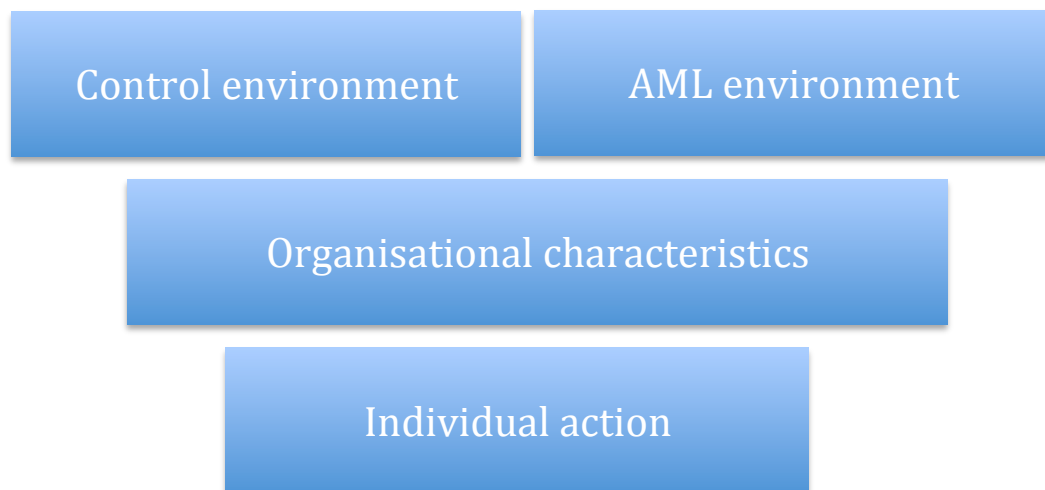 Control environment
AML environment
Organisational characteristics
Individual action